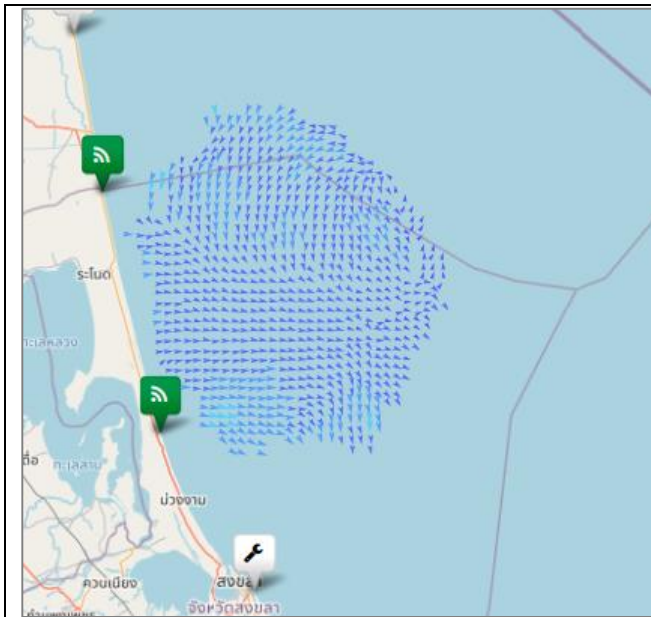 ระโนด
ทะเลหลวง
ทะเลสาบ
ม่วงงาม
ควนเนียง
สงขลา
จังหวัดสงขลา